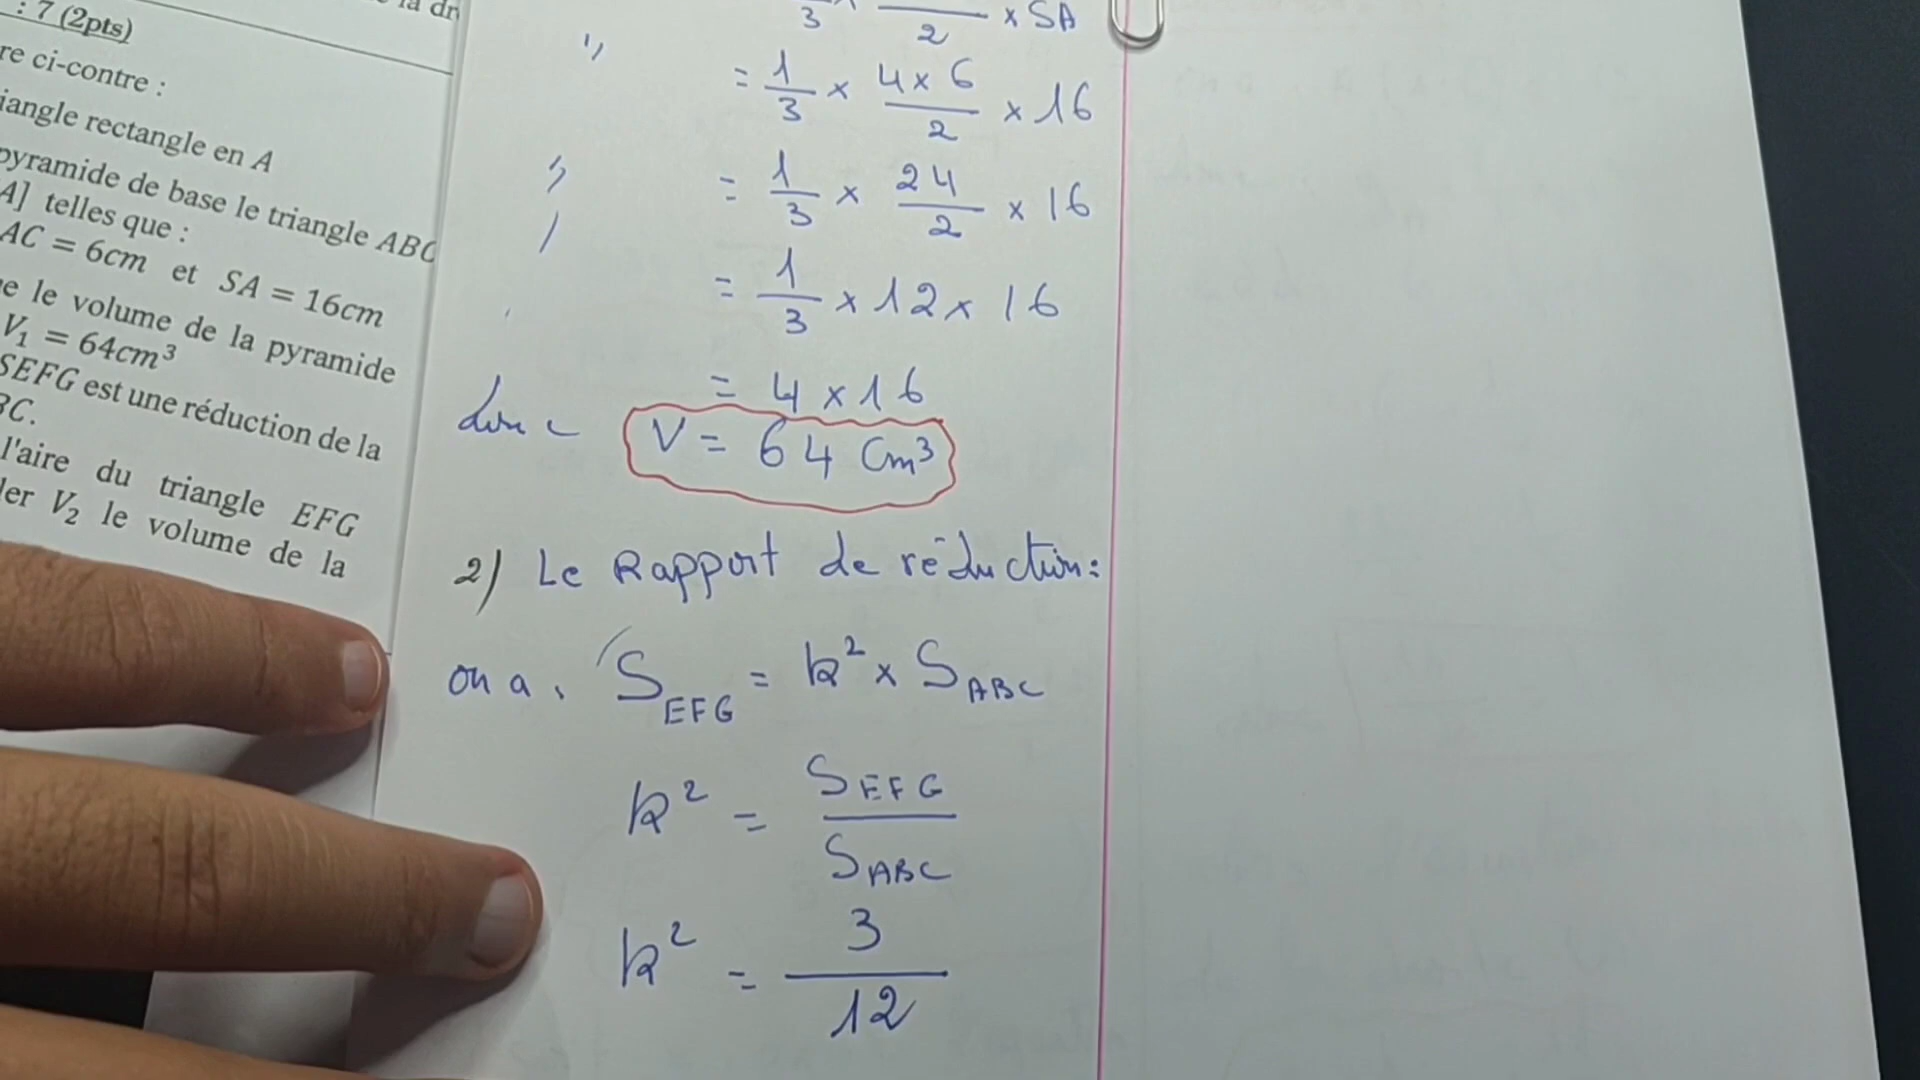 : 7 (2pts)
re ci-contre :
iangle rectangle en A
pyramide de base le triangle ABC
A] telles que :
AC = 6cm et SA = 16cm
e le volume de la pyramide
V₁ = 64cm³
SEFG est une réduction de la
BC.
l'aire du triangle EFG
ler V₂ le volume de la
3 2 × SA
= 1/3 × (4 × 6)/2 × 16
= 1/3 × 24/2 × 16
= 1/3 × 12 × 16
= 4 × 16
donc V = 64 Cm³
2) Le Rapport de réduction:
on a, S_EFG = k² × S_ABC
k² = S_EFG / S_ABC
k² = 3/12